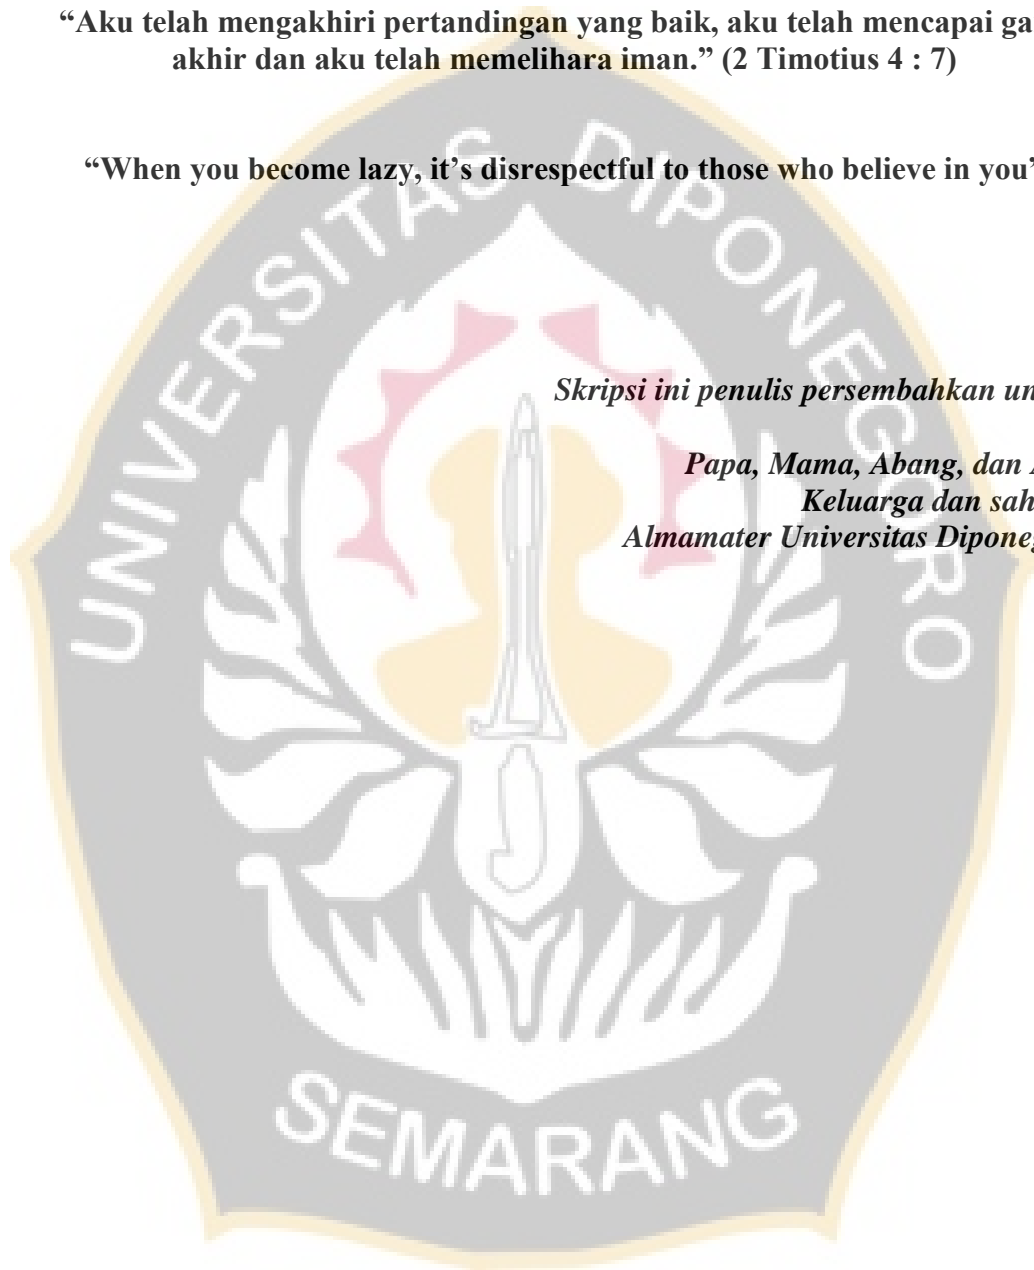 “Aku telah mengakhiri pertandingan yang baik, aku telah mencapai
akhir dan aku telah memelihara iman.” (2 Timotius 4 : 7)
“When you become lazy, it’s disrespectful to those who believe in you”
Skripsi ini penulis persembahkan
Papa, Mama, Abang, dan
Keluarga dan
Almamater Universitas
UNIVERSITAS DIPONEGORO
SEMARANG